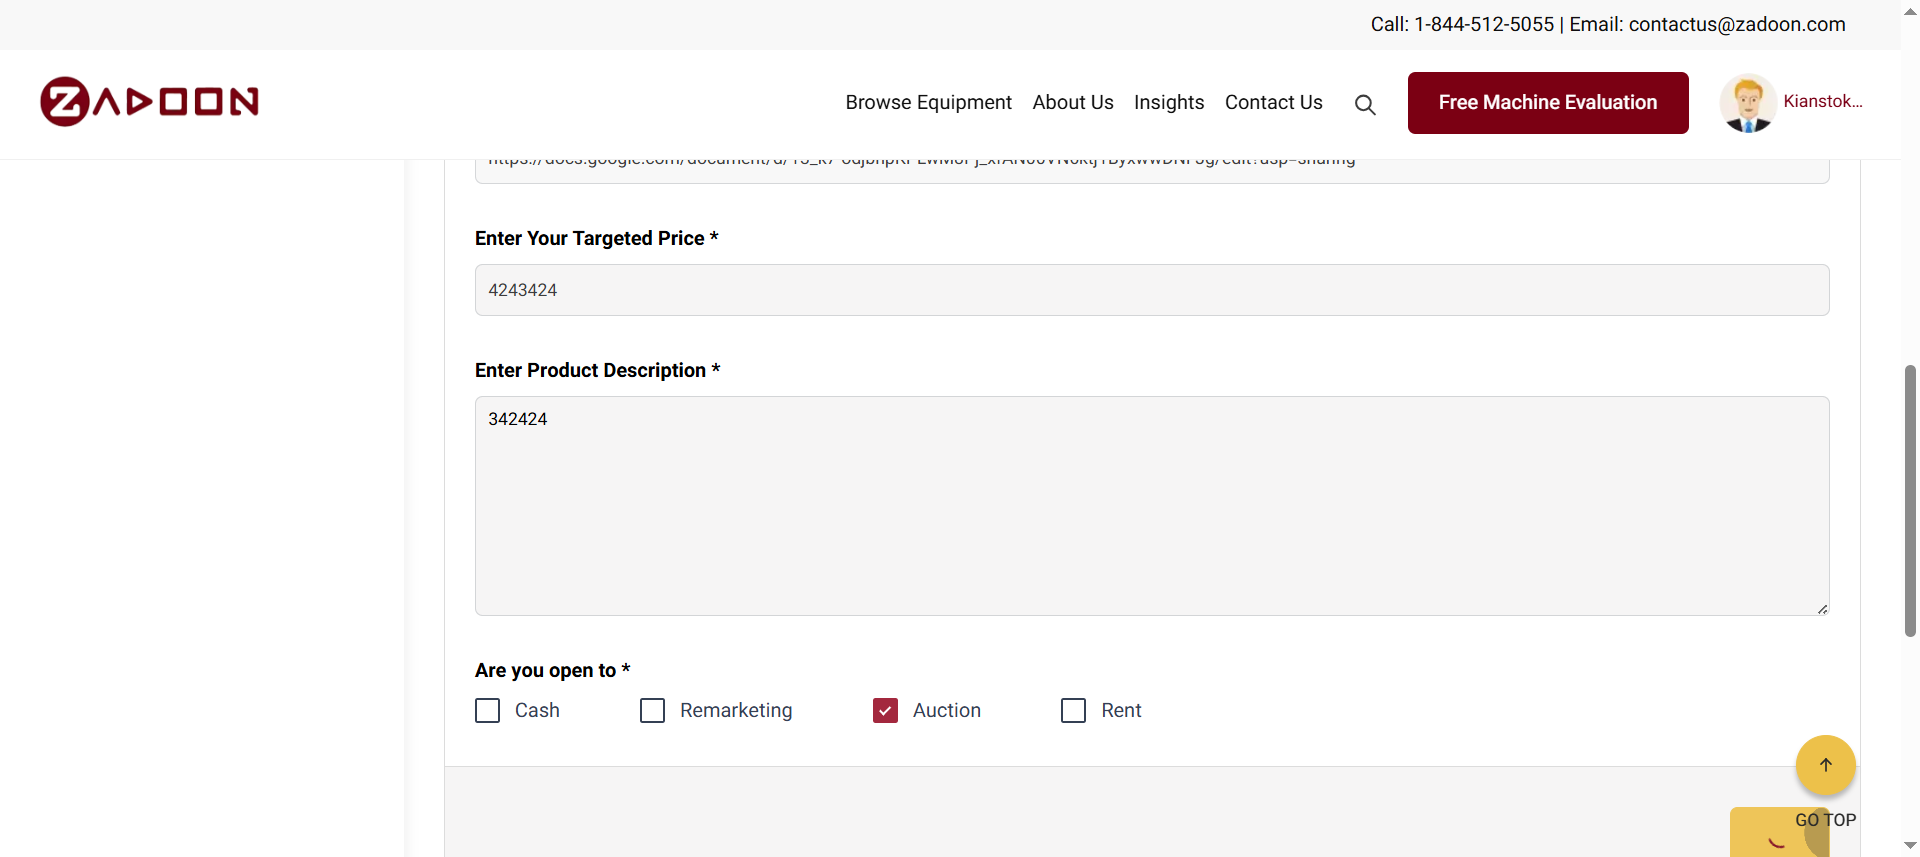 Call: 1-844-512-5055 | Email: contactus@zadoon.com
ZADOON
Browse Equipment
About Us
Insights
Contact Us
Free Machine Evaluation
Kianstok...
Enter Your Targeted Price *
4243424
Enter Product Description *
342424
Are you open to *
Cash
Remarketing
Auction
Rent
GO TOP